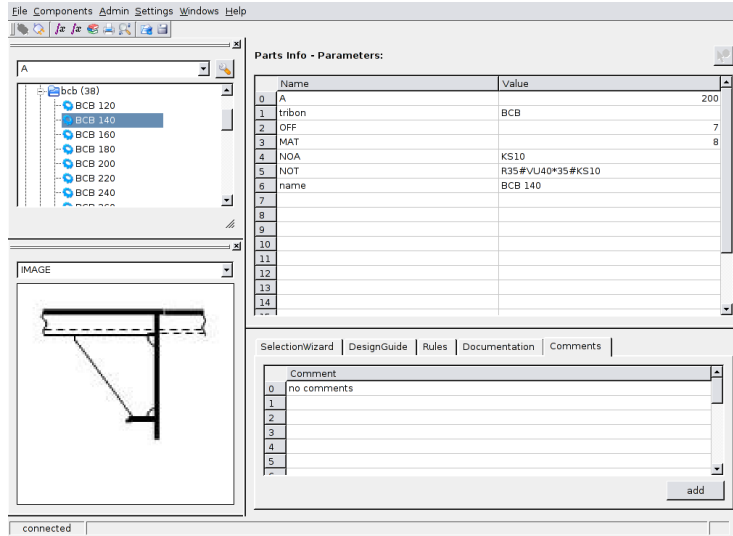 File Components Admin Settings Windows Help
fx fx
A
bcb (38)
BCB 120
BCB 140
BCB 160
BCB 180
BCB 200
BCB 220
BCB 240
IMAGE
Parts Info - Parameters:
Name Value
0 A 200
1 tribon BCB
2 OFF 7
3 MAT 8
4 NOA KS10
5 NOT R35#VU40*35#KS10
6 name BCB 140
7
8
9
10
11
12
13
14
SelectionWizard DesignGuide Rules Documentation Comments
Comment
0 no comments
1
2
3
4
5
add
connected